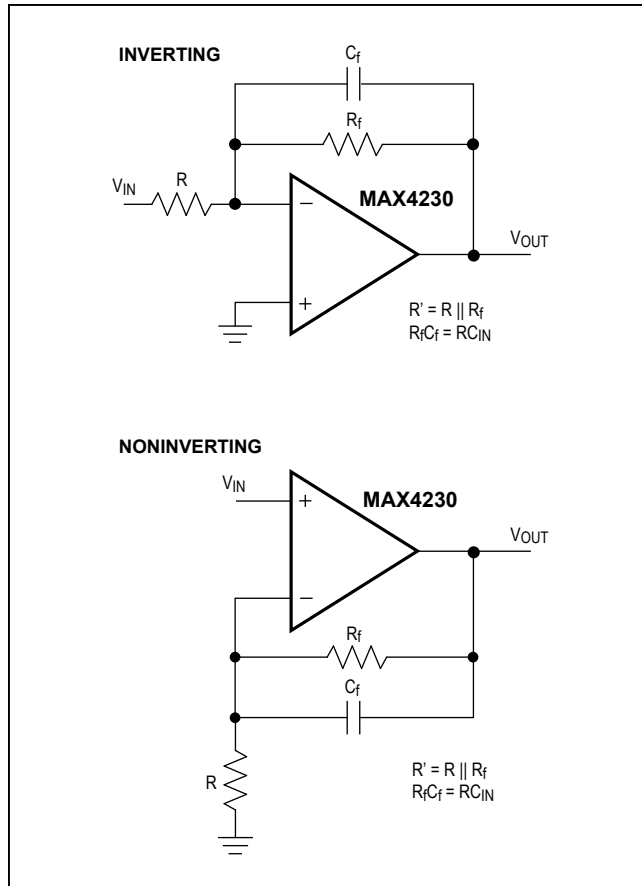 INVERTING
Cf
Rf
VIN
R
−
MAX4230
VOUT
+
R' = R || Rf
RfCf = RCIN
NONINVERTING
VIN
+
MAX4230
VOUT
−
Rf
Cf
R
R' = R || Rf
RfCf = RCIN